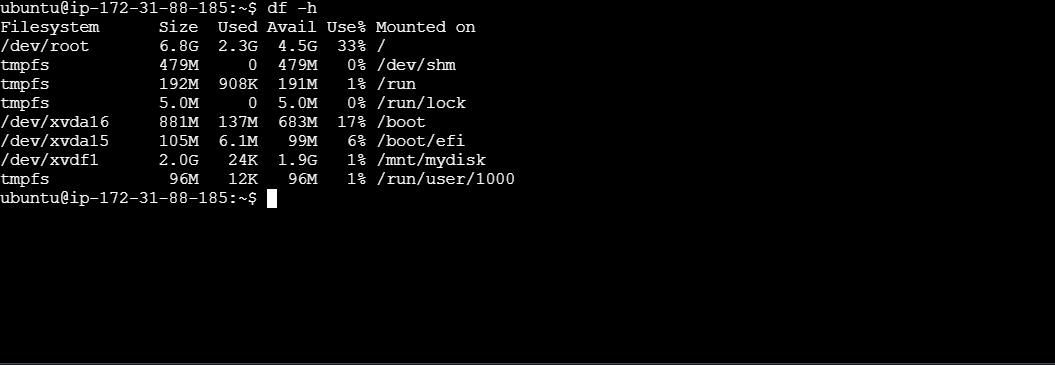 ubuntu@ip-172-31-88-185:~$ df -h
Filesystem      Size  Used Avail Use% Mounted on
/dev/root       6.8G  2.3G  4.5G  33% /
tmpfs           479M     0  479M   0% /dev/shm
tmpfs           192M  908K  191M   1% /run
tmpfs           5.0M     0  5.0M   0% /run/lock
/dev/xvda16     881M  137M  683M  17% /boot
/dev/xvda15     105M  6.1M   99M   6% /boot/efi
/dev/xvdf1      2.0G   24K  1.9G   1% /mnt/mydisk
tmpfs            96M   12K   96M   1% /run/user/1000
ubuntu@ip-172-31-88-185:~$